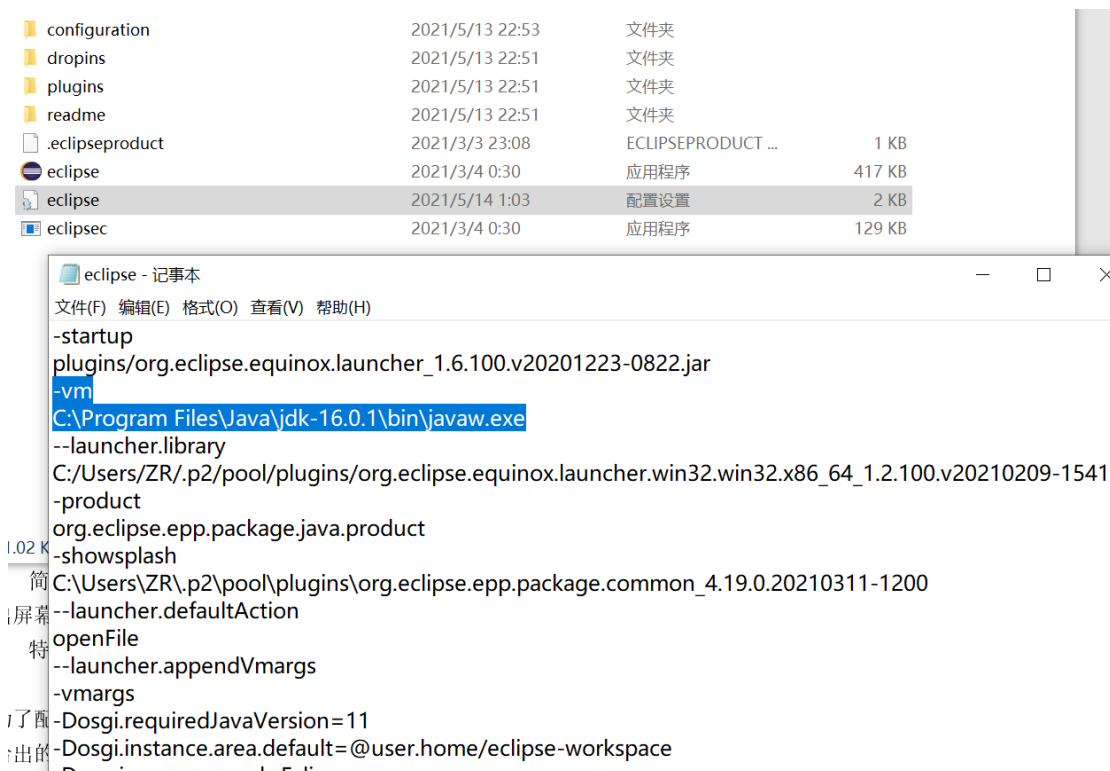 configuration 2021/5/13 22:53 文件夹
dropins 2021/5/13 22:51 文件夹
plugins 2021/5/13 22:51 文件夹
readme 2021/5/13 22:51 文件夹
.eclipseproduct 2021/3/3 23:08 ECLIPSEPRODUCT ... 1 KB
eclipse 2021/3/4 0:30 应用程序 417 KB
eclipse 2021/5/14 1:03 配置设置 2 KB
eclipsec 2021/3/4 0:30 应用程序 129 KB
eclipse - 记事本
文件(F) 编辑(E) 格式(O) 查看(V) 帮助(H)
-startup
plugins/org.eclipse.equinox.launcher_1.6.100.v20201223-0822.jar
-vm
C:\Program Files\Java\jdk-16.0.1\bin\javaw.exe
--launcher.library
C:/Users/ZR/.p2/pool/plugins/org.eclipse.equinox.launcher.win32.win32.x86_64_1.2.100.v20210209-1541
-product
org.eclipse.epp.package.java.product
-showsplash
C:\Users\ZR\.p2\pool\plugins\org.eclipse.epp.package.common_4.19.0.20210311-1200
--launcher.defaultAction
openFile
--launcher.appendVmargs
-vmargs
-Dosgi.requiredJavaVersion=11
-Dosgi.instance.area.default=@user.home/eclipse-workspace
.02 K
简
屏幕
特
了配
出的